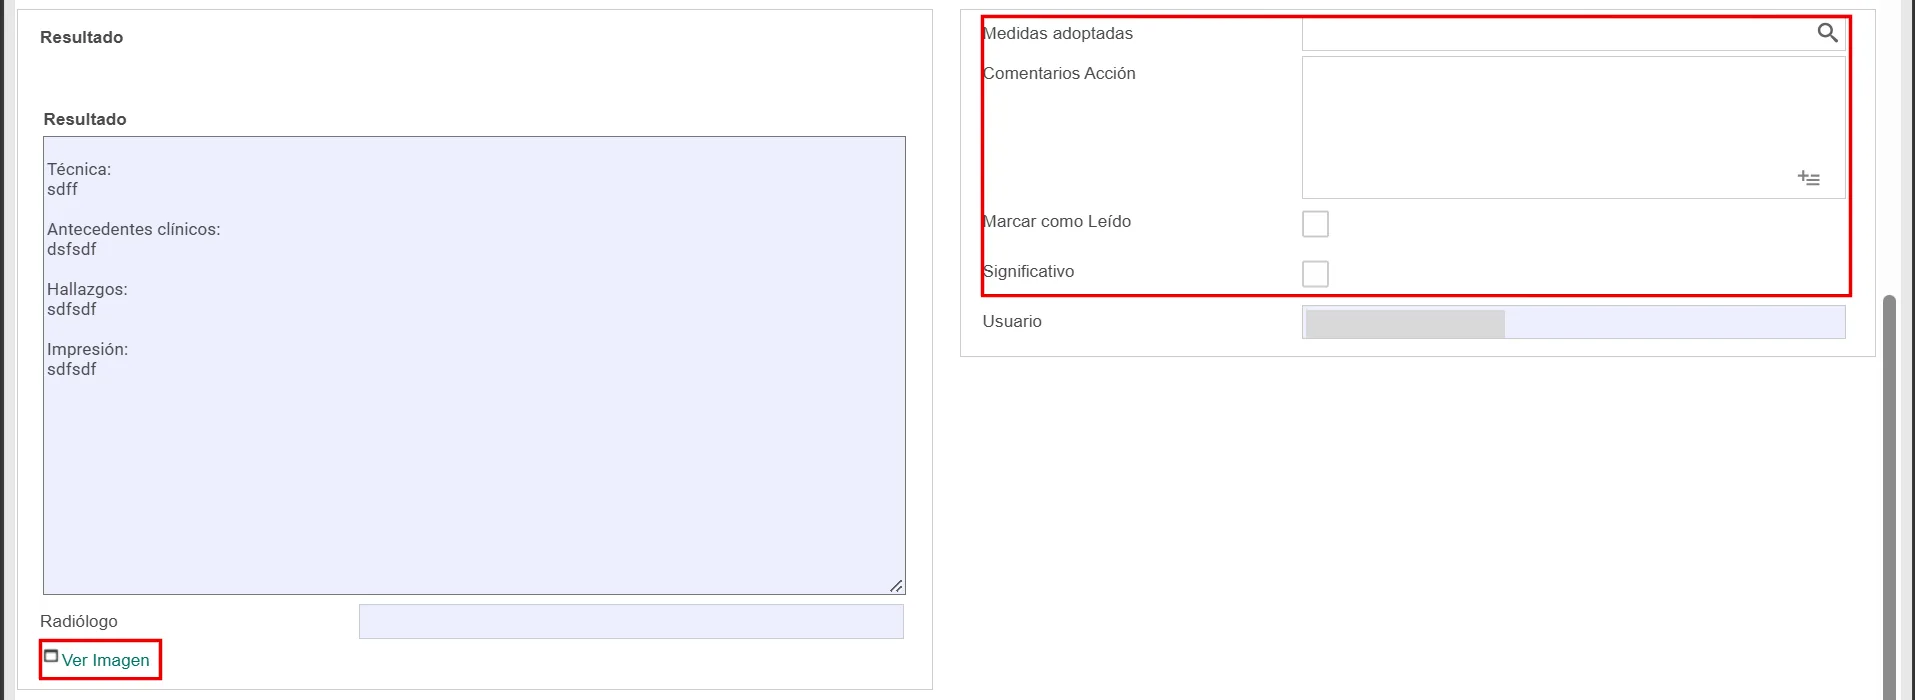 Resultado
Resultado
Técnica:
sdff
Antecedentes clínicos:
dsfsdf
Hallazgos:
sdfsdf
Impresión:
sdfsdf
Radiólogo
Ver Imagen
Medidas adoptadas
Comentarios Acción
Marcar como Leído
Significativo
Usuario